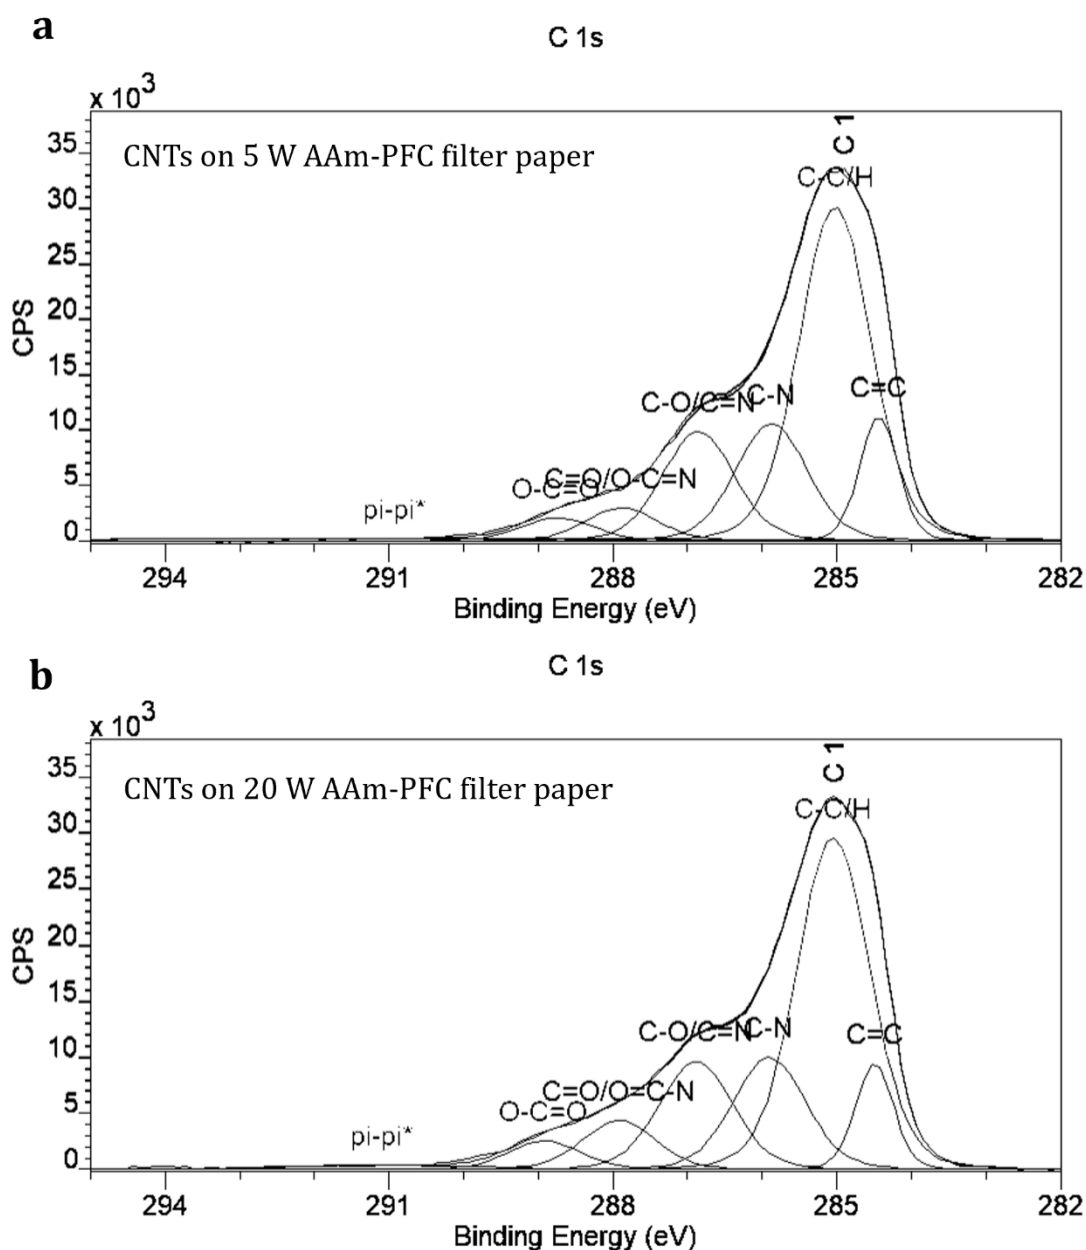 a
C 1s
x 10³
CNTs on 5 W AAm-PFC filter paper
C 1
C-C/H
C=C
C-O/C=N
C-N
C=O/O-C=N
O-C=O
pi-pi*
35
30
25
20
15
10
5
0
CPS
294 291 288 285 282
Binding Energy (eV)
b
C 1s
x 10³
CNTs on 20 W AAm-PFC filter paper
C 1
C-C/H
C=C
C-O/C=N
C-N
C=O/O=C-N
O-C=O
pi-pi*
35
30
25
20
15
10
5
0
CPS
294 291 288 285 282
Binding Energy (eV)